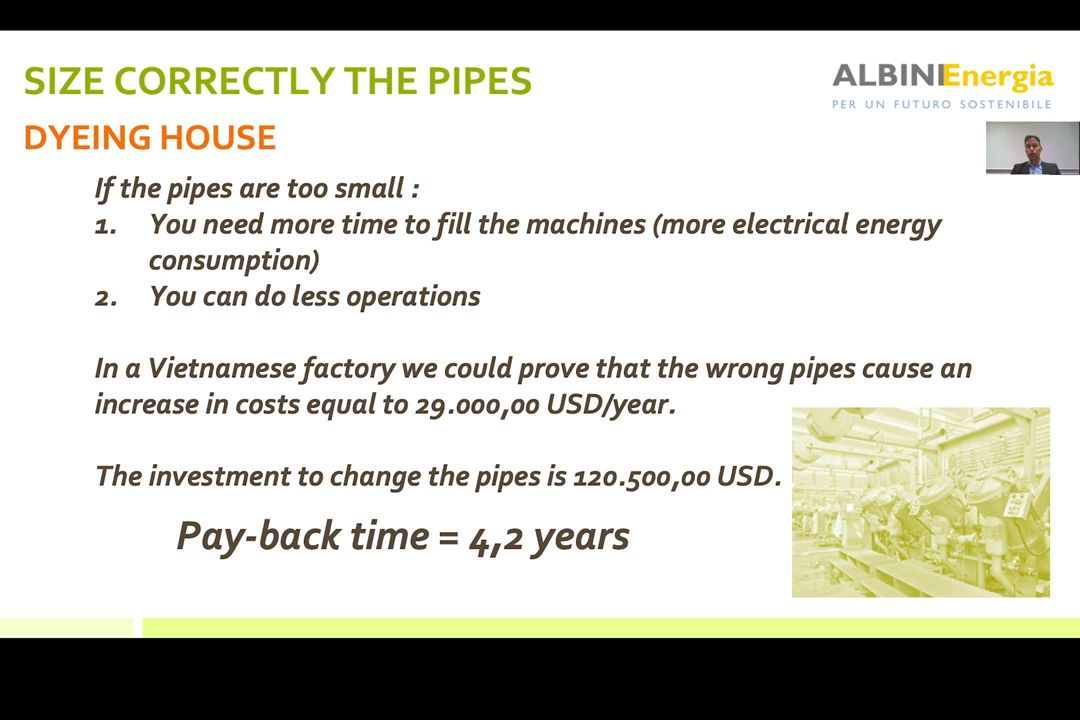 SIZE CORRECTLY THE PIPES
ALBINIEnergia
PER UN FUTURO SOSTENIBILE
DYEING HOUSE
If the pipes are too small :
1. You need more time to fill the machines (more electrical energy
consumption)
2. You can do less operations
In a Vietnamese factory we could prove that the wrong pipes cause an
increase in costs equal to 29.000,00 USD/year.
The investment to change the pipes is 120.500,00 USD.
Pay-back time = 4,2 years